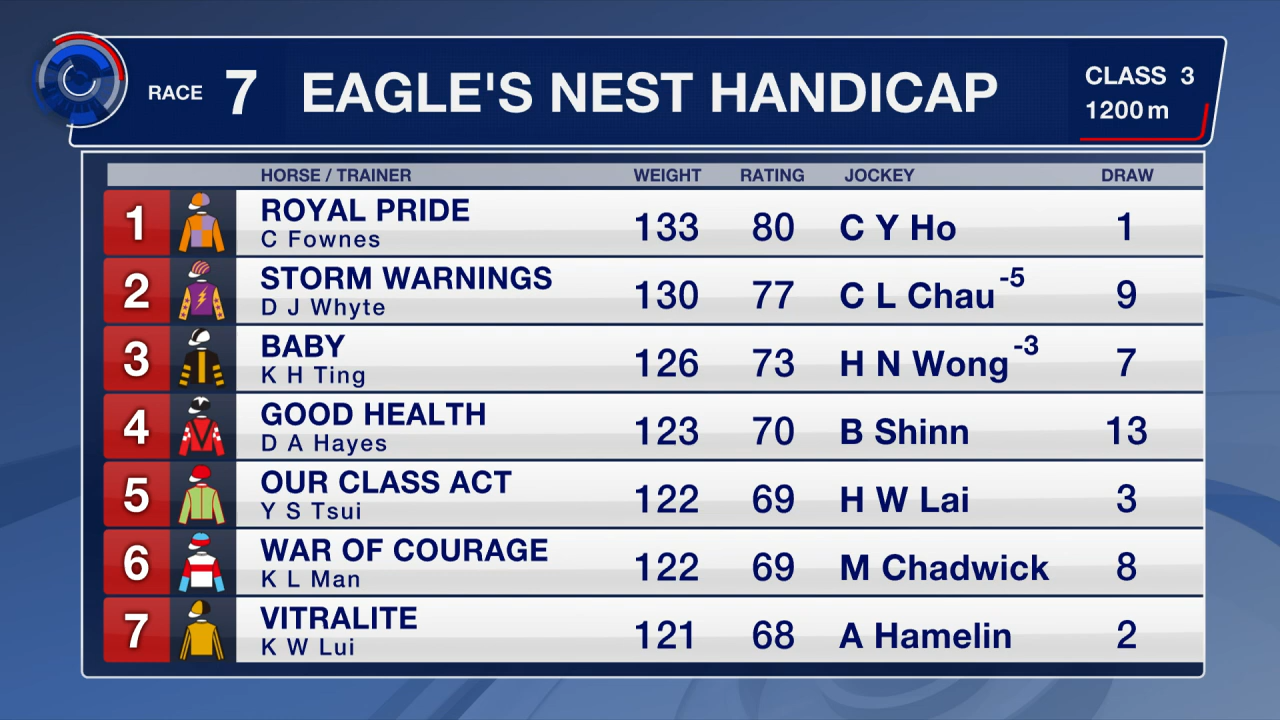 RACE 7 EAGLE'S NEST HANDICAP CLASS 3
1200m
HORSE / TRAINER WEIGHT RATING JOCKEY DRAW
1 ROYAL PRIDE 133 80 C Y Ho 1
C Fownes
2 STORM WARNINGS 130 77 C L Chau -5 9
D J Whyte
3 BABY 126 73 H N Wong -3 7
K H Ting
4 GOOD HEALTH 123 70 B Shinn 13
D A Hayes
5 OUR CLASS ACT 122 69 H W Lai 3
Y S Tsui
6 WAR OF COURAGE 122 69 M Chadwick 8
K L Man
7 VITRALITE 121 68 A Hamelin 2
K W Lui